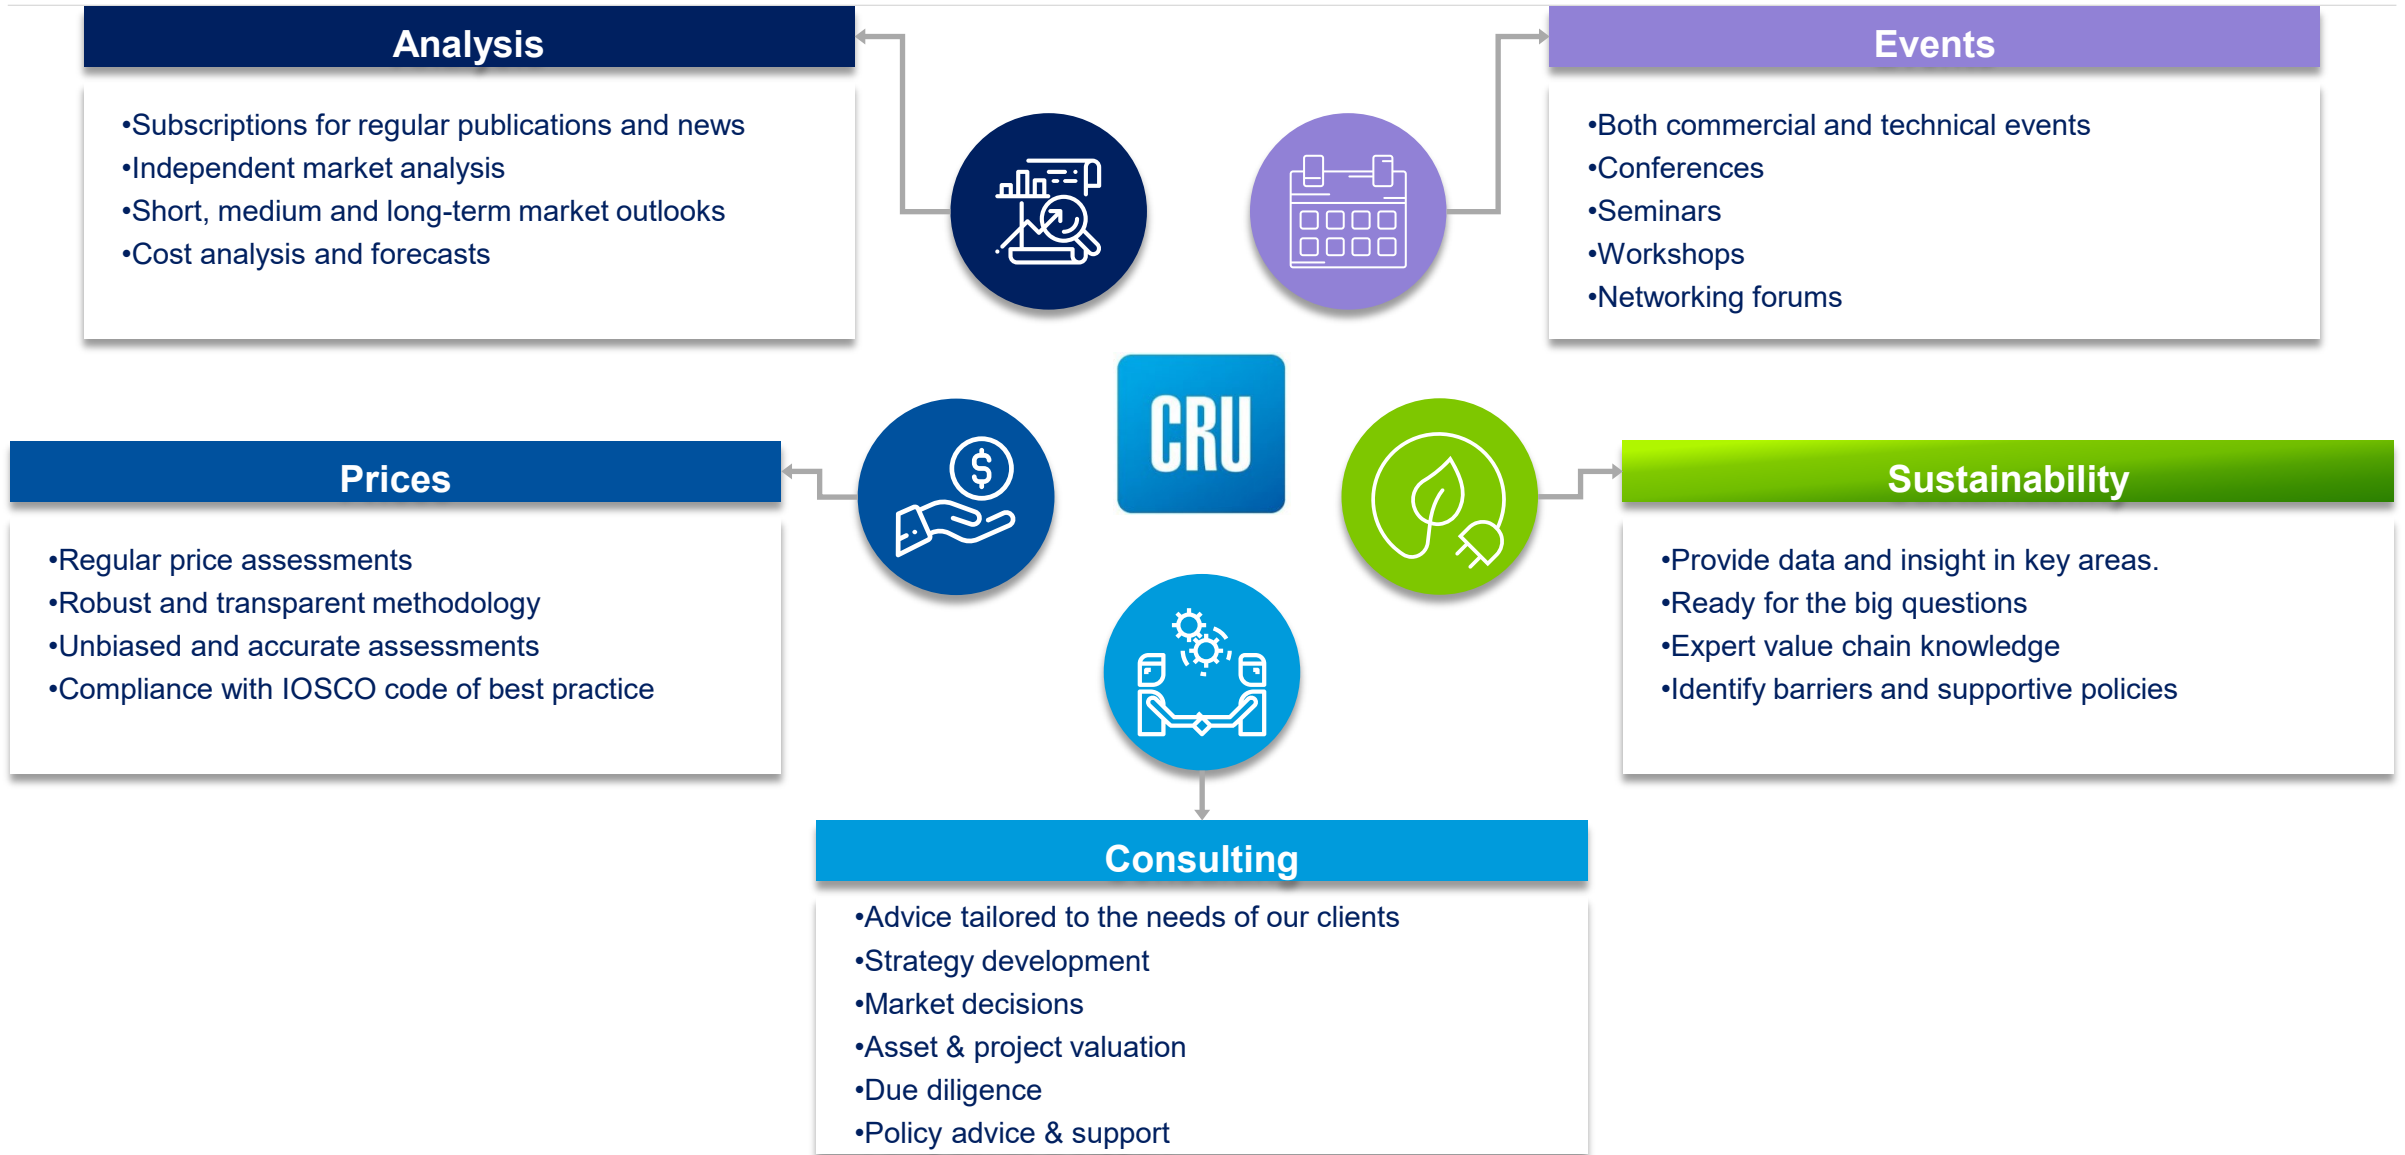 Analysis
•Subscriptions for regular publications and news
•Independent market analysis
•Short, medium and long-term market outlooks
•Cost analysis and forecasts
Events
•Both commercial and technical events
•Conferences
•Seminars
•Workshops
•Networking forums
CRU
$
Prices
•Regular price assessments
•Robust and transparent methodology
•Unbiased and accurate assessments
•Compliance with IOSCO code of best practice
Sustainability
•Provide data and insight in key areas.
•Ready for the big questions
•Expert value chain knowledge
•Identify barriers and supportive policies
Consulting
•Advice tailored to the needs of our clients
•Strategy development
•Market decisions
•Asset & project valuation
•Due diligence
•Policy advice & support